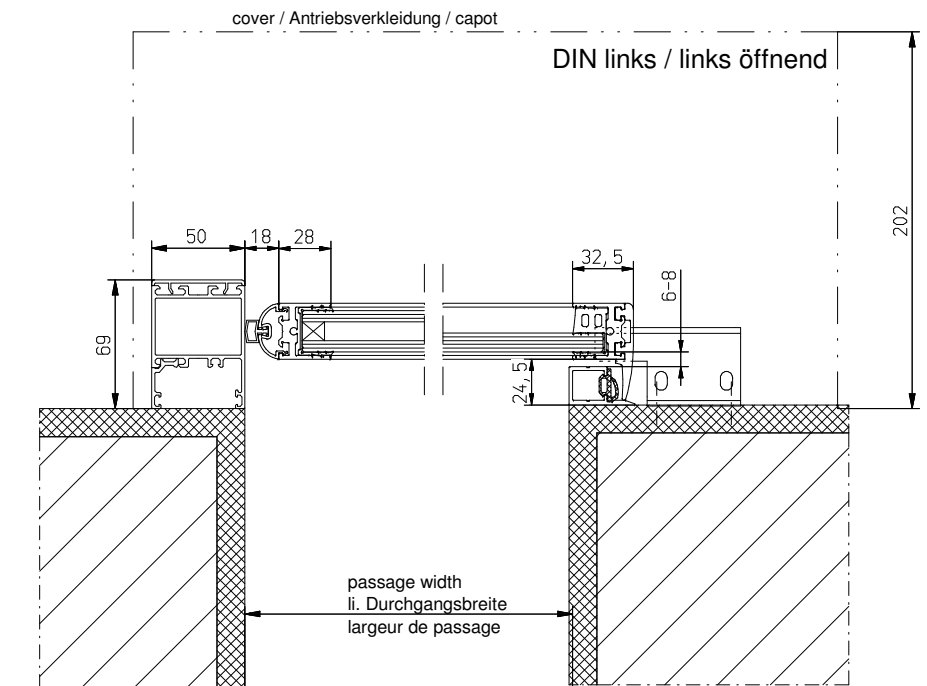 cover / Antriebsverkleidung / capot
DIN links / links öffnend
202
50
18
28
32,5
6-8
69
24,5
passage width
li. Durchgangsbreite
largeur de passage